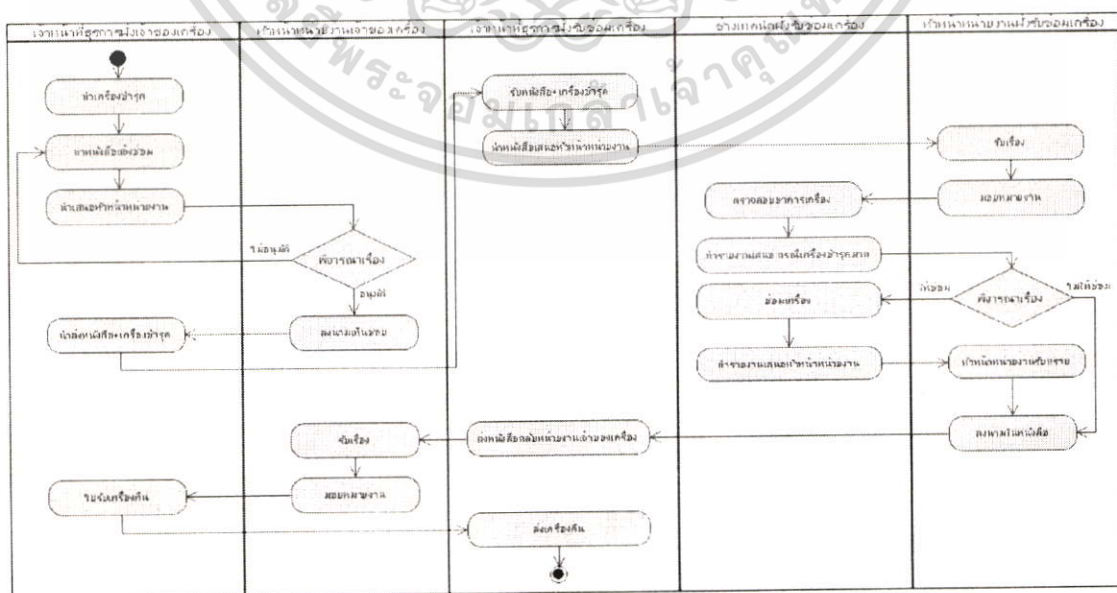 เจ้าหน้าที่ธุรการฝั่งเจ้าของเครื่อง
หัวหน้าหน่วยงานเจ้าของเครื่อง
เจ้าหน้าที่ธุรการฝั่งรับซ่อมเครื่อง
ช่างเทคนิคฝั่งรับซ่อมเครื่อง
หัวหน้าหน่วยงานฝั่งรับซ่อมเครื่อง
พระจอมเกล้าเจ้าคุณ
นำเครื่องชำรุด
รับหนังสือ+เครื่องชำรุด
นำหนังสือเสนอหัวหน้าหน่วยงาน
รับเรื่อง
นำเสนอหัวหน้าหน่วยงาน
ตรวจสอบอาการเครื่อง
มอบหมายงาน
ไม่อนุมัติ
พิจารณาเรื่อง
อนุมัติ
ทำรายงานเสนอ กรณีเครื่องชำรุดมาก
ซ่อมเครื่อง
ให้ซ่อม
พิจารณาเรื่อง
ไม่ให้ซ่อม
นำส่งหนังสือ+เครื่องชำรุด
ลงนามเห็นชอบ
ทำรายงานเสนอหัวหน้าหน่วยงาน
หัวหน้าหน่วยงานรับทราบ
รับเรื่อง
ส่งหนังสือกลับหน่วยงานเจ้าของเครื่อง
ลงนามในหนังสือ
ไปรับเครื่องคืน
มอบหมายงาน
ส่งเครื่องคืน